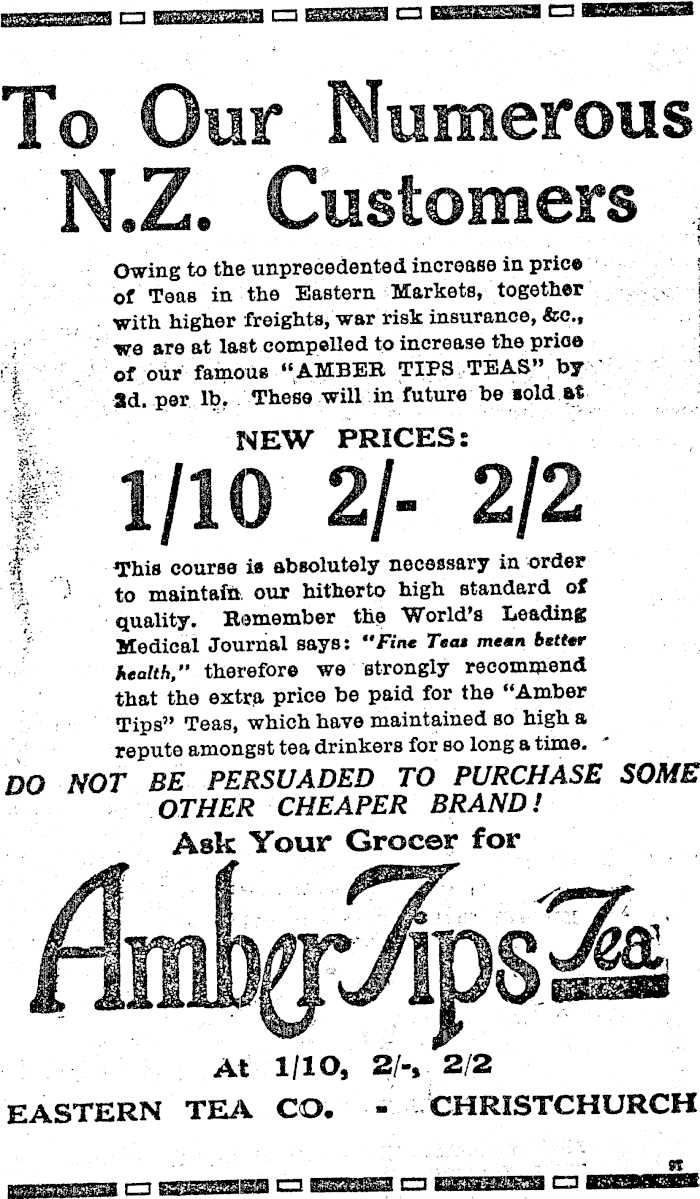 To Our Numerous
N.Z. Customers
Owing to the unprecedented increase in price
of Teas in the Eastern Markets, together
with higher freights, war risk insurance, &c.,
we are at last compelled to increase the price
of our famous “AMBER TIPS TEAS” by
2d. per lb. These will in future be sold at
NEW PRICES:
1/10 2/- 2/2
This course is absolutely necessary in order
to maintain our hitherto high standard of
quality. Remember the World's Leading
Medical Journal says: “Fine Teas mean better
health,” therefore we strongly recommend
that the extra price be paid for the “Amber
Tips” Teas, which have maintained so high a
repute amongst tea drinkers for so long a time.
DO NOT BE PERSUADED TO PURCHASE SOME
OTHER CHEAPER BRAND!
Ask Your Grocer for
Amber Tips Tea
At 1/10, 2/-, 2/2
EASTERN TEA CO. - CHRISTCHURCH